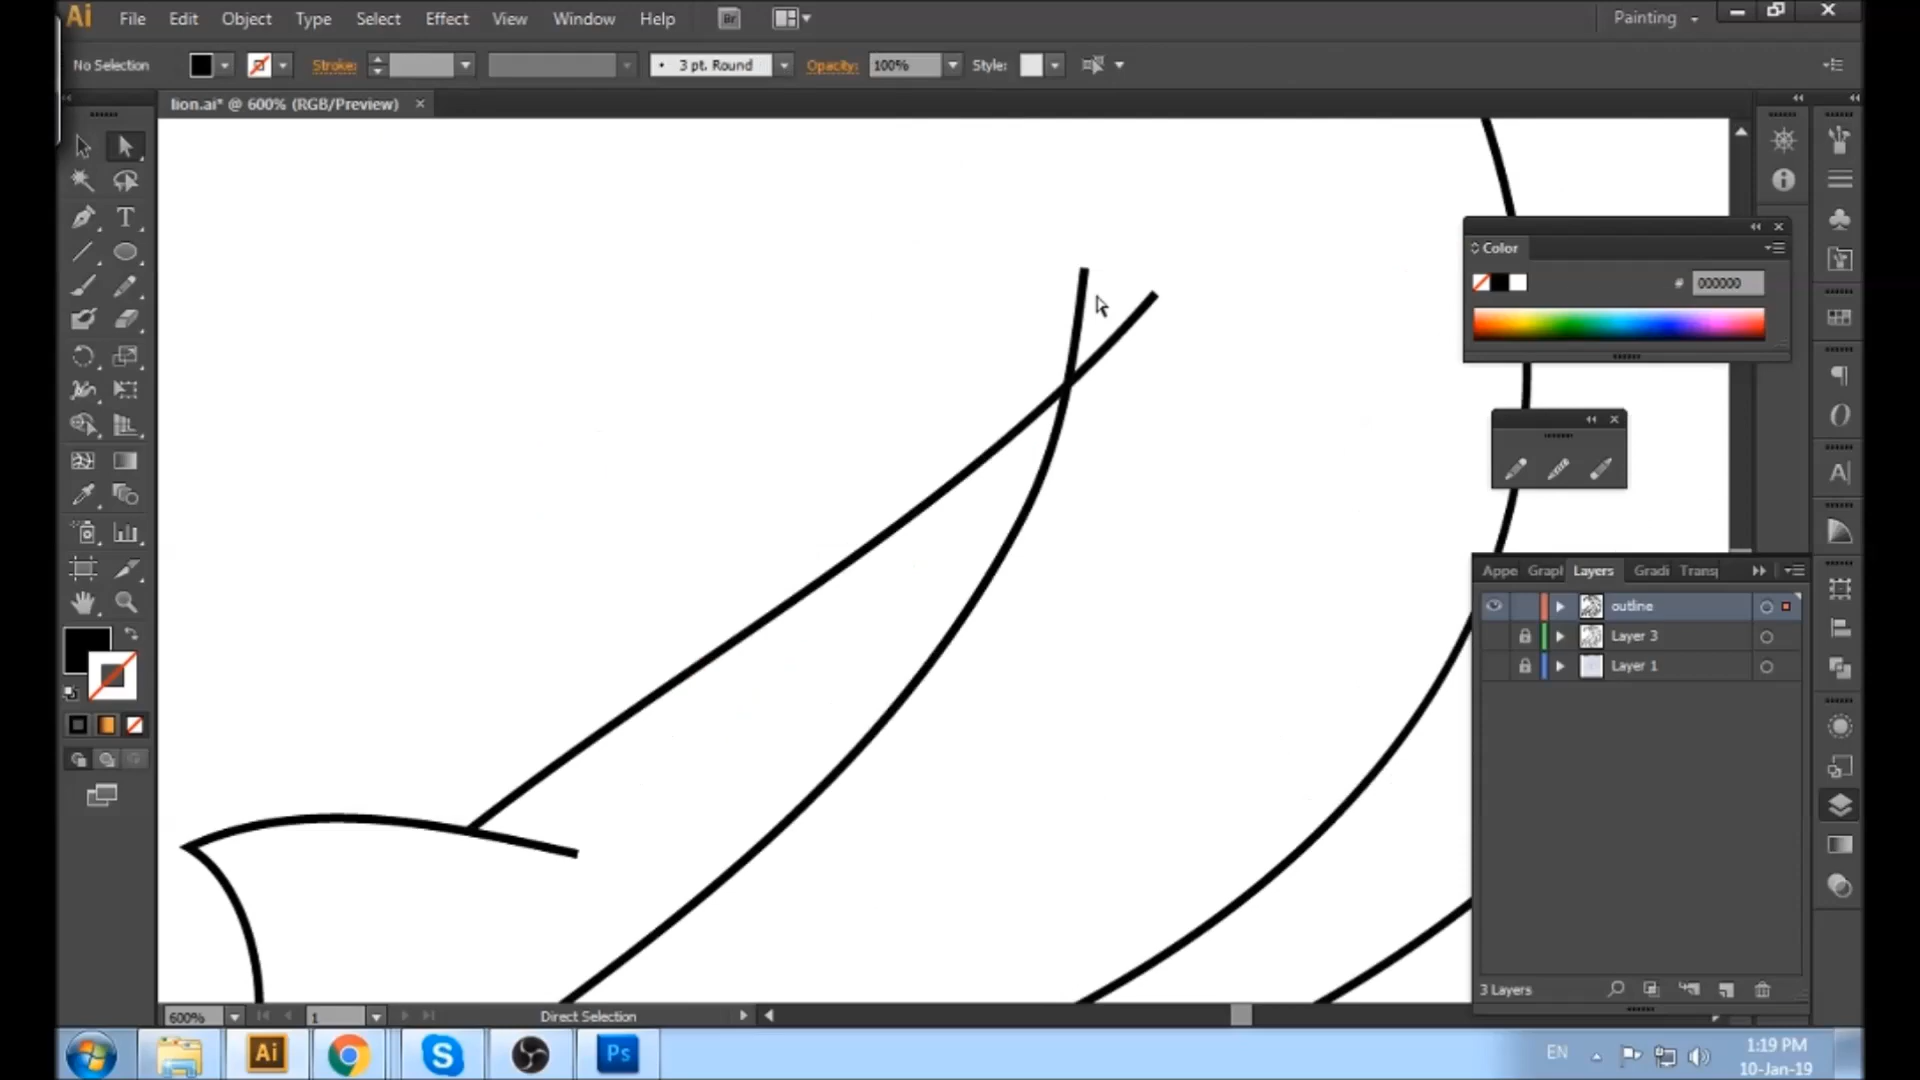 Ai File Edit Object Type Select Effect View Window Help Br Painting
No Selection Stroke: 3 pt. Round Opacity: 100% Style:
lion.ai* @ 600% (RGB/Preview)
Color
# 000000
Appe Grapl Layers Gradi Trans
outline
Layer 3
Layer 1
3 Layers
600% 1 Direct Selection
Ai S Ps EN 1:19 PM
10-Jan-19